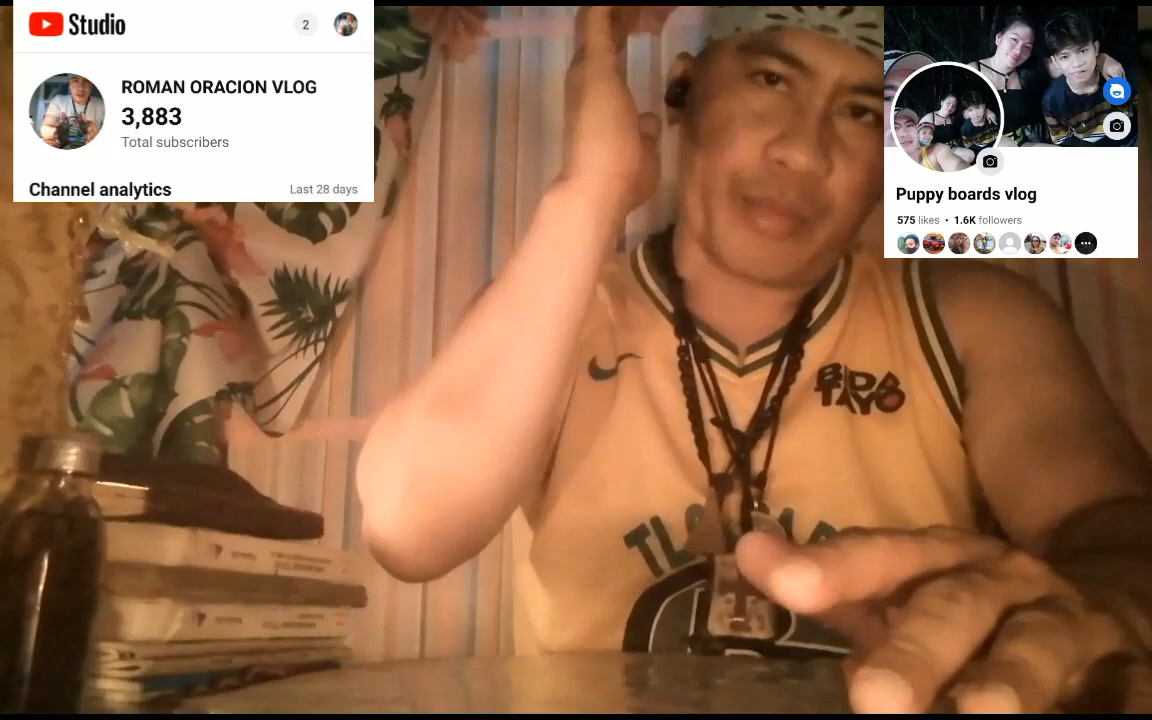 Studio
2
ROMAN ORACION VLOG
3,883
Total subscribers
Channel analytics
Last 28 days
Puppy boards vlog
575 likes • 1.6K followers